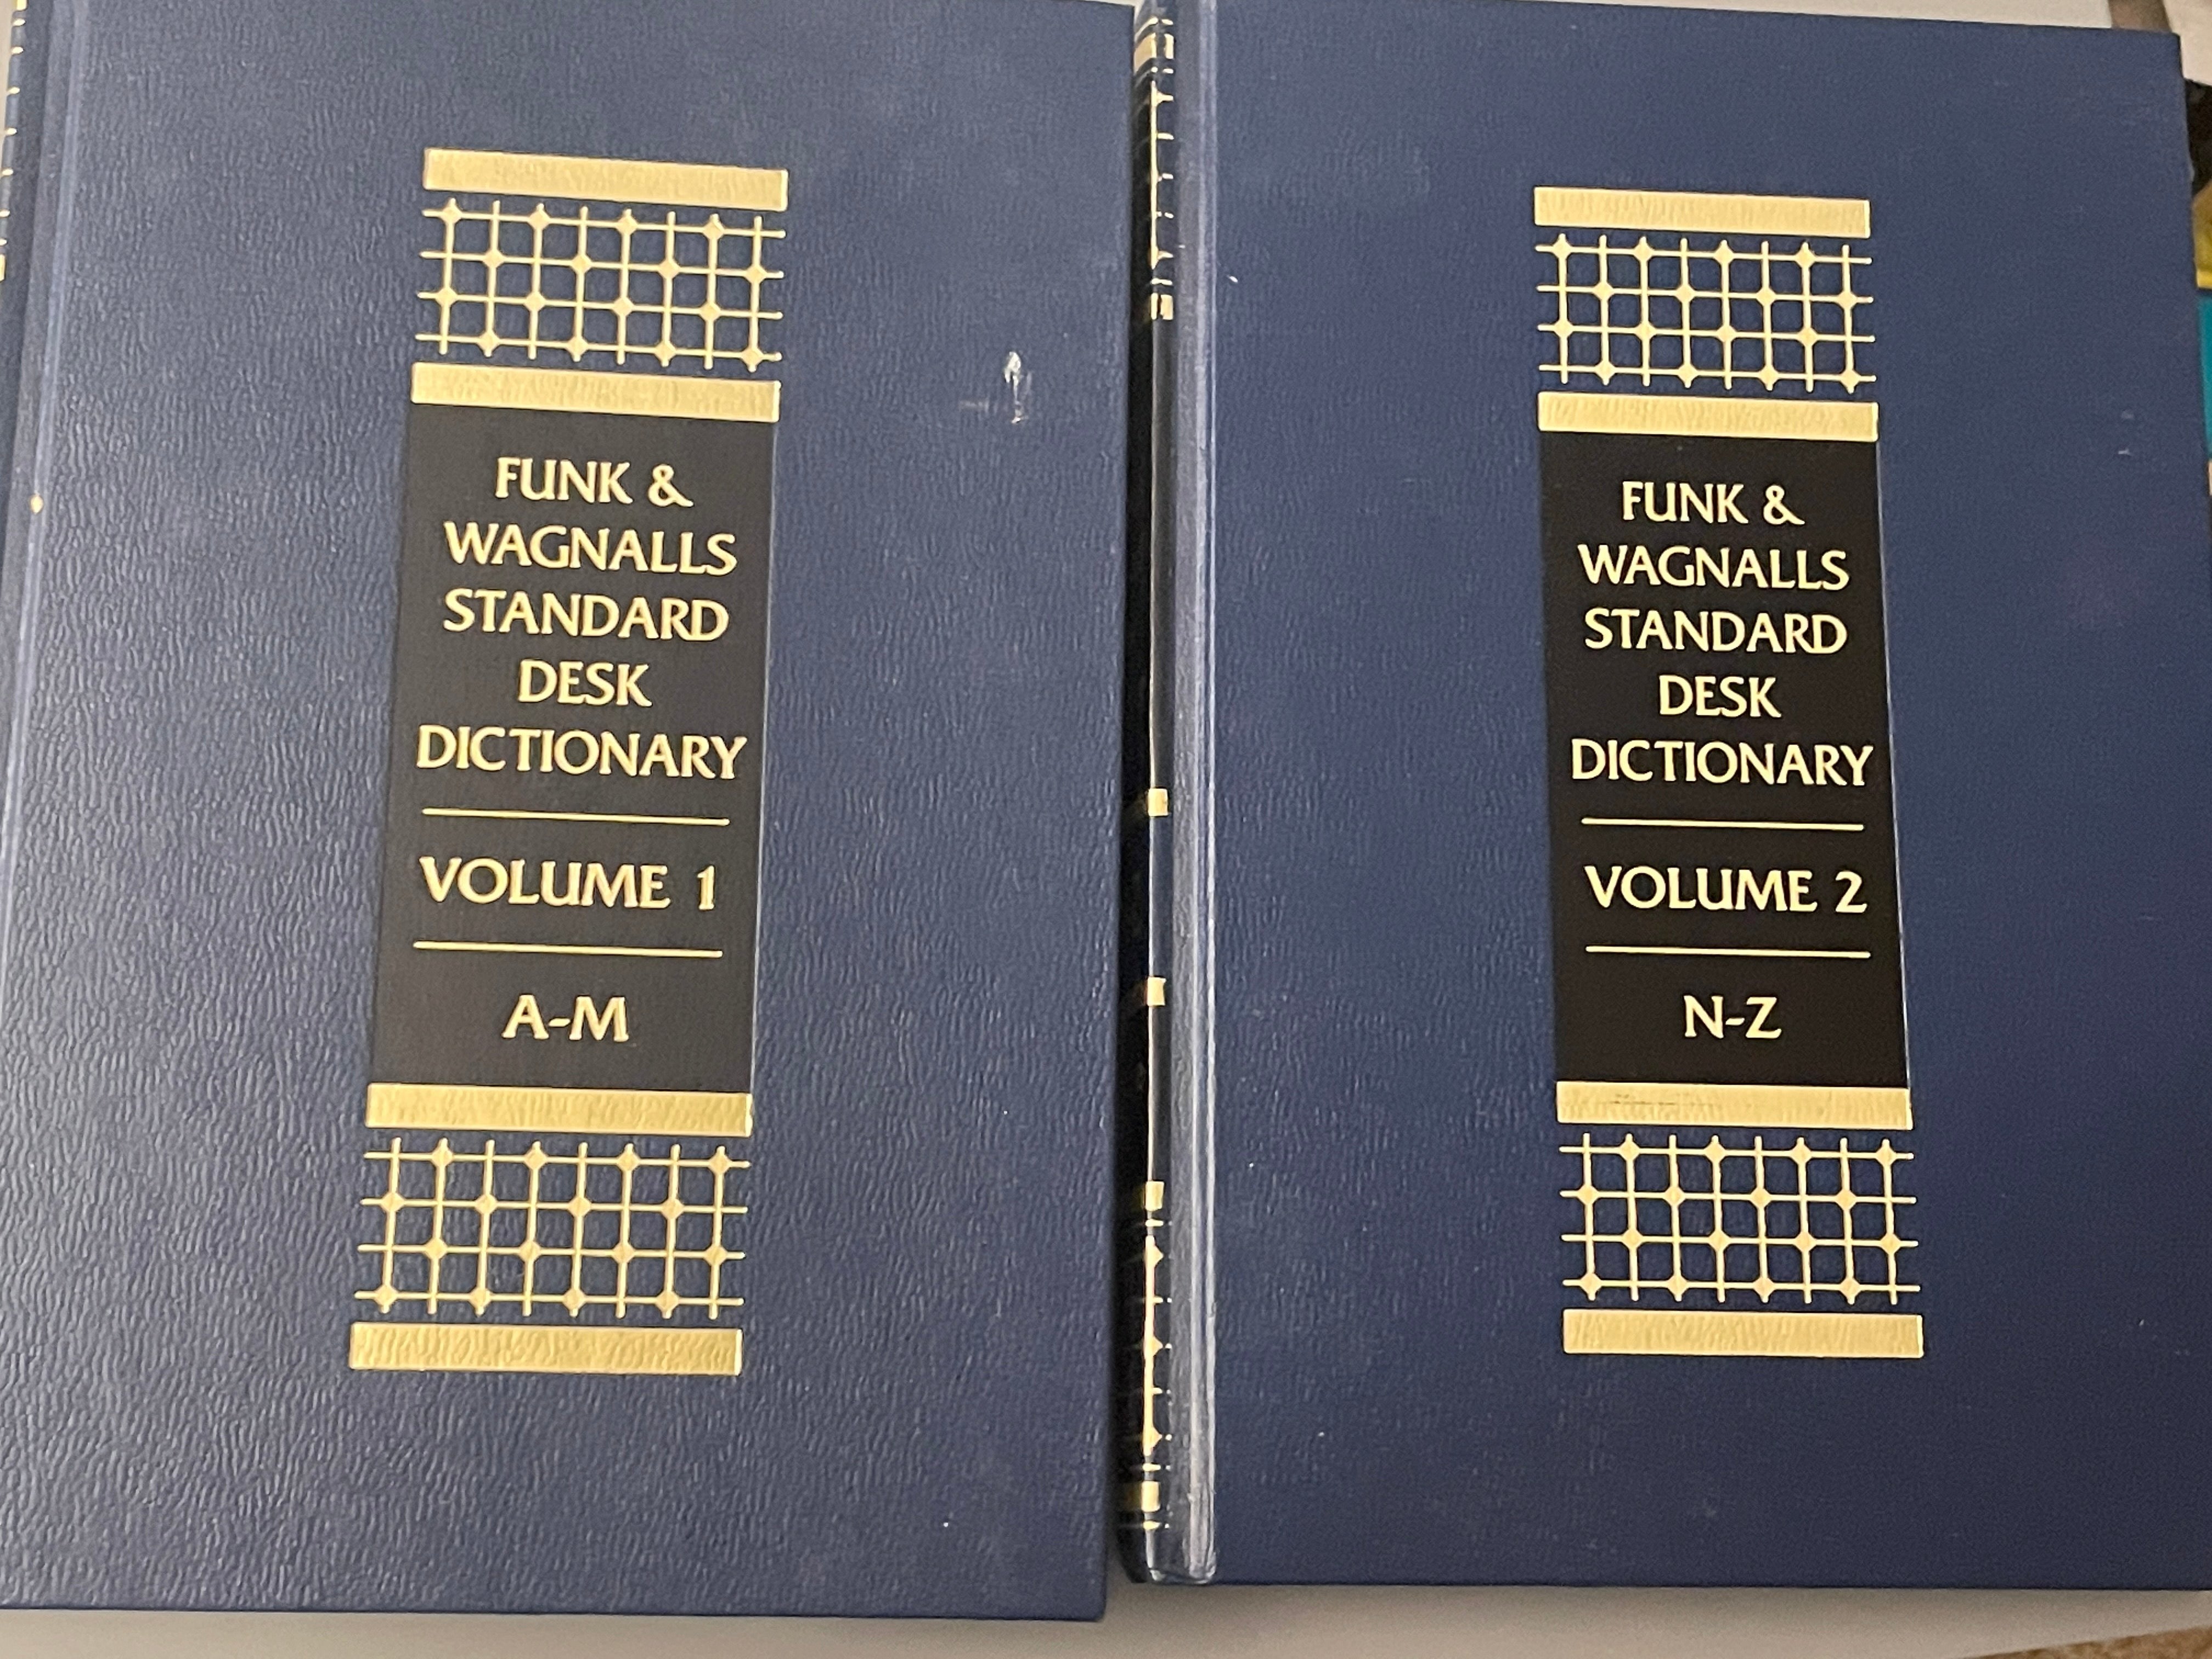 FUNK &
WAGNALLS
STANDARD
DESK
DICTIONARY
VOLUME 1
A-M
FUNK &
WAGNALLS
STANDARD
DESK
DICTIONARY
VOLUME 2
N-Z